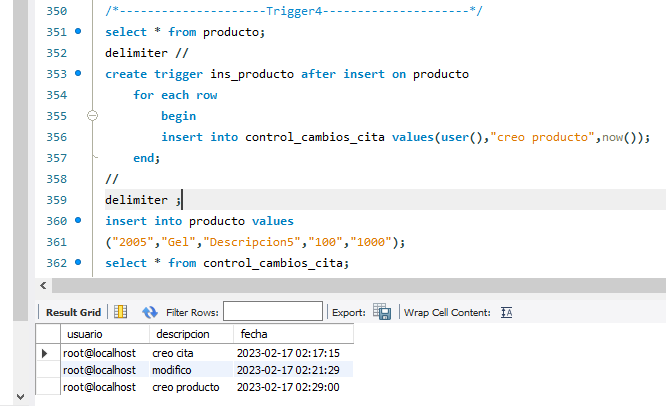 350 /*---------------------Trigger4---------------------*/
351 select * from producto;
352 delimiter //
353 create trigger ins_producto after insert on producto
354 for each row
355 begin
356 insert into control_cambios_cita values(user(),"creo producto",now());
357 end;
358 //
359 delimiter ;
360 insert into producto values
361 ("2005","Gel","Descripcion5","100","1000");
362 select * from control_cambios_cita;
Result Grid Filter Rows: Export: Wrap Cell Content:
usuario descripcion fecha
root@localhost creo cita 2023-02-17 02:17:15
root@localhost modifico 2023-02-17 02:21:29
root@localhost creo producto 2023-02-17 02:29:00